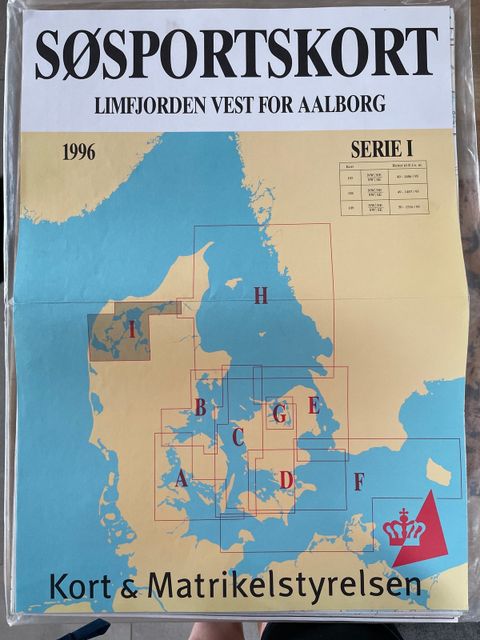 SØSPORTSKORT
LIMFJORDEN VEST FOR AALBORG
1996
SERIE I
H
I
B
G
E
C
A
D
F
Kort & Matrikelstyrelsen